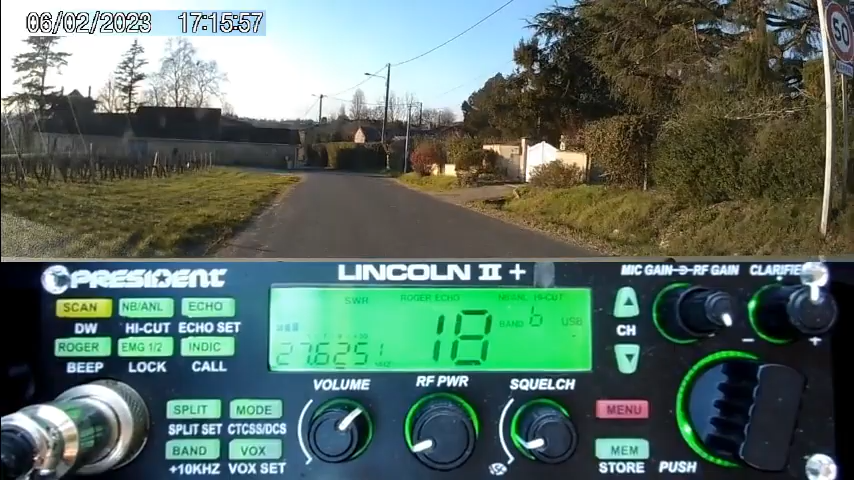 06/02/2023 17:15:57
50
PRESIDENT LINCOLN II + MIC GAIN RF GAIN CLARIFIER
SCAN NB/ANL ECHO
DW HI-CUT ECHO SET
ROGER EMG 1/2 INDIC
BEEP LOCK CALL
SWR ROGER ECHO NB/ANL HI-CUT
18 BAND b USB
27.6251
CH
- +
VOLUME RF PWR SQUELCH
SPLIT MODE
SPLIT SET CTCSS/DCS
BAND VOX
+10KHZ VOX SET
MENU
MEM
STORE PUSH